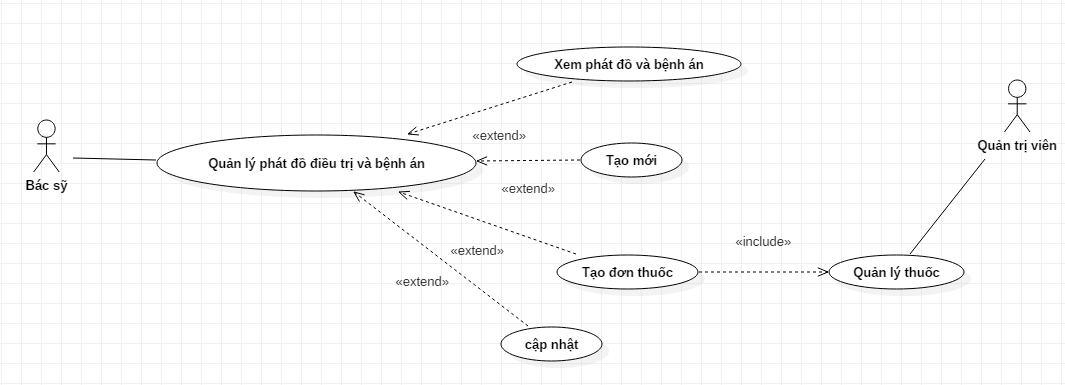 Xem phát đồ và bệnh án
«extend»
Quản trị viên
Quản lý phát đồ điều trị và bệnh án
Tạo mới
Bác sỹ
«extend»
«include»
«extend»
Tạo đơn thuốc
Quản lý thuốc
«extend»
cập nhật